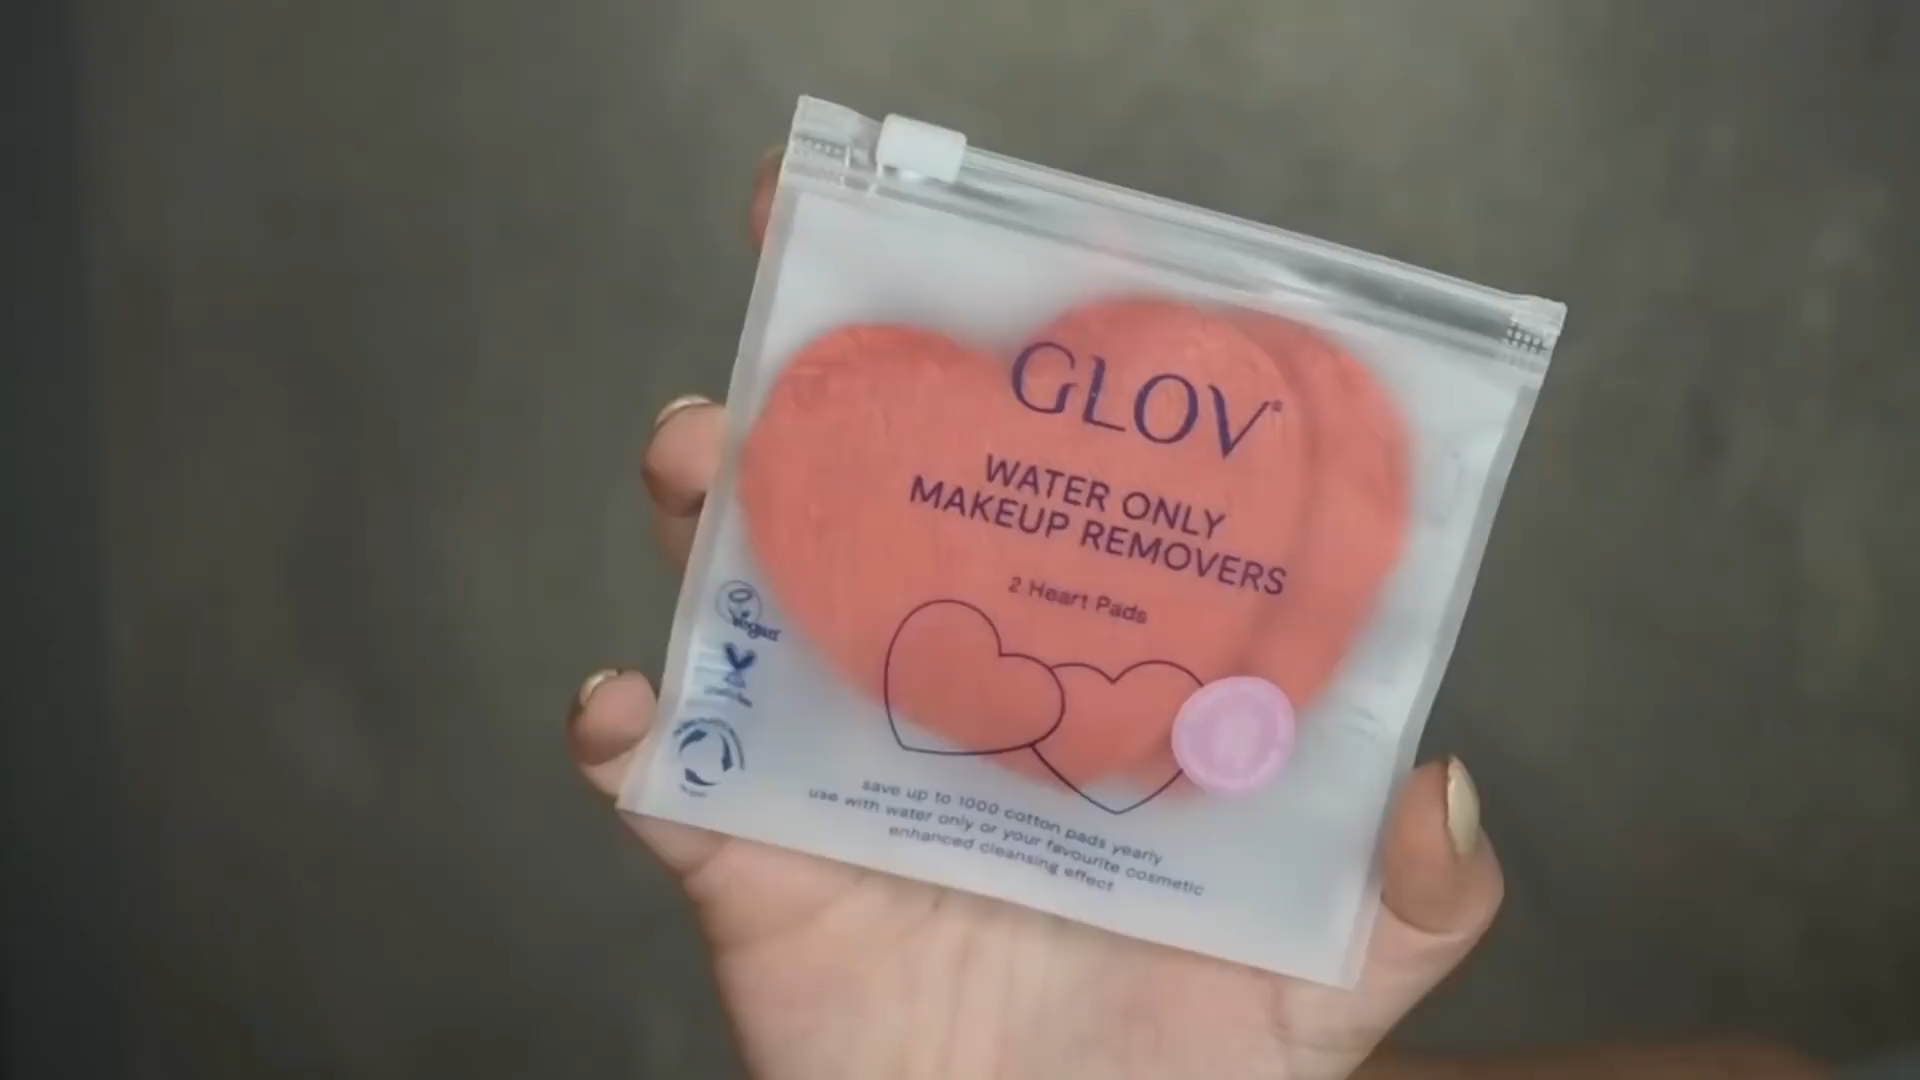 GLOV®
WATER ONLY
MAKEUP REMOVERS
2 Heart Pads
vegan
save up to 1000 cotton pads yearly
use with water only or your favourite cosmetic
enhanced cleansing effect